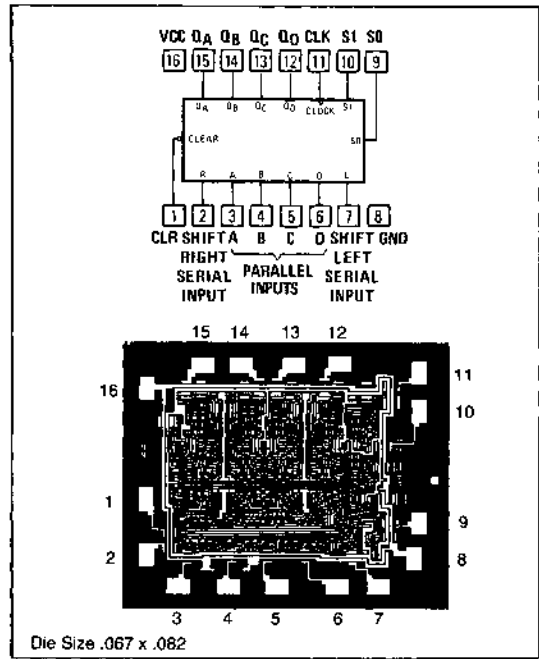 VCC QA QB QC QD CLK S1 S0
16 15 14 13 12 11 10 9
QA QB QC QD CLOCK S1
CLEAR S0
R A B C D L
1 2 3 4 5 6 7 8
CLR SHIFT A B C D SHIFT GND
RIGHT LEFT
SERIAL PARALLEL SERIAL
INPUT INPUTS INPUT
15 14 13 12
16 11
10
1
9
2 8
3 4 5 6 7
Die Size .067 x .082